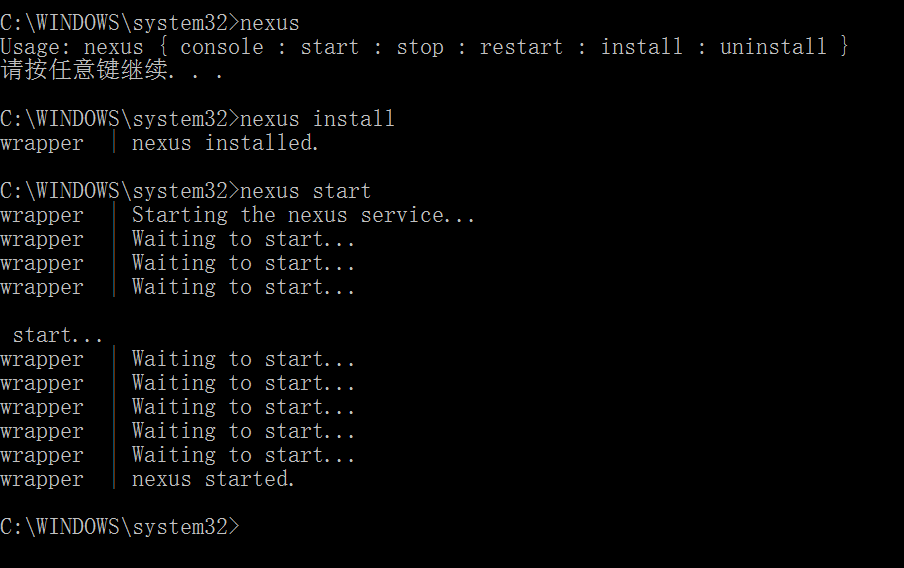 C:\WINDOWS\system32>nexus
Usage: nexus { console : start : stop : restart : install : uninstall }
请按任意键继续. . .
C:\WINDOWS\system32>nexus install
wrapper  | nexus installed.
C:\WINDOWS\system32>nexus start
wrapper  | Starting the nexus service...
wrapper  | Waiting to start...
wrapper  | Waiting to start...
wrapper  | Waiting to start...
 start...
wrapper  | Waiting to start...
wrapper  | Waiting to start...
wrapper  | Waiting to start...
wrapper  | Waiting to start...
wrapper  | Waiting to start...
wrapper  | nexus started.
C:\WINDOWS\system32>